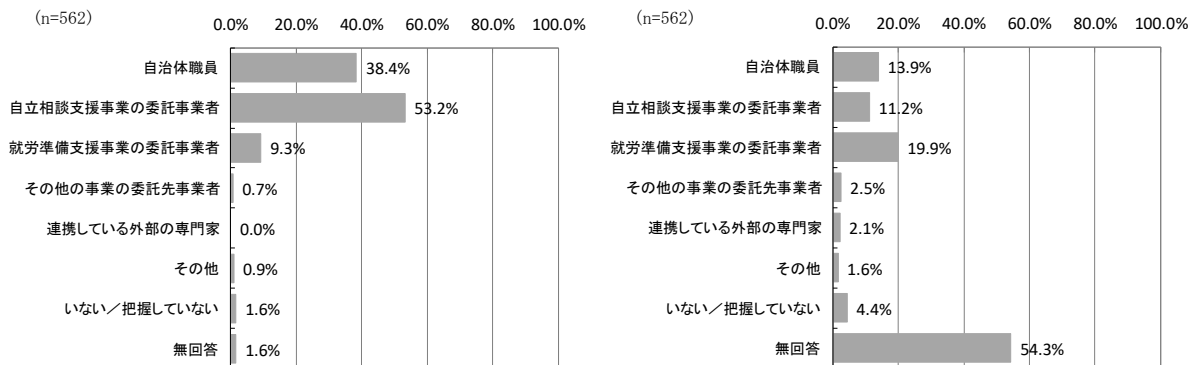 (n=562)
0.0% 20.0% 40.0% 60.0% 80.0% 100.0%
自治体職員 38.4%
自立相談支援事業の委託事業者 53.2%
就労準備支援事業の委託事業者 9.3%
その他の事業の委託先事業者 0.7%
連携している外部の専門家 0.0%
その他 0.9%
いない／把握していない 1.6%
無回答 1.6%
(n=562)
0.0% 20.0% 40.0% 60.0% 80.0% 100.0%
自治体職員 13.9%
自立相談支援事業の委託事業者 11.2%
就労準備支援事業の委託事業者 19.9%
その他の事業の委託先事業者 2.5%
連携している外部の専門家 2.1%
その他 1.6%
いない／把握していない 4.4%
無回答 54.3%